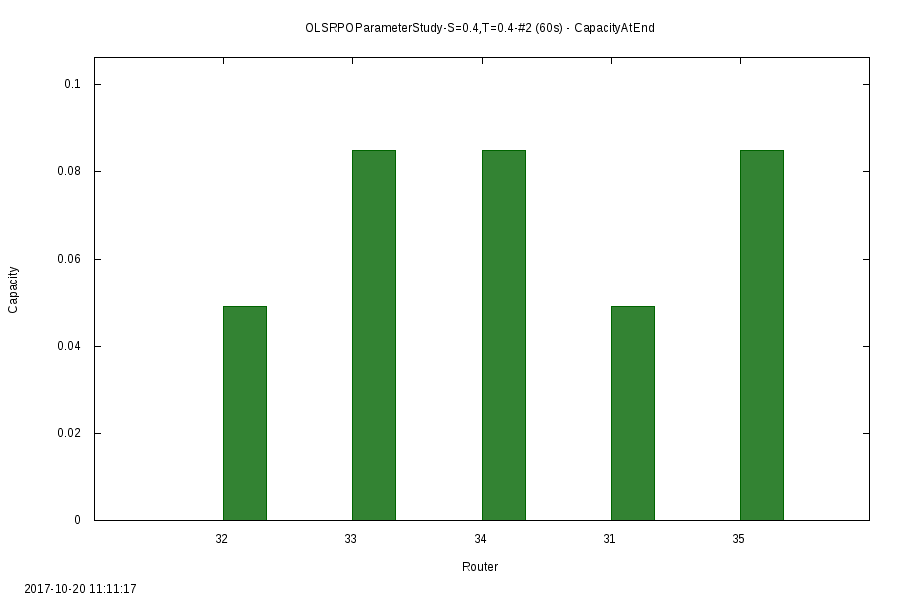 OLSRPOParameterStudy-S=0.4,T=0.4-#2 (60s) - CapacityAtEnd
0.1
0.08
0.06
0.04
0.02
0
Capacity
32 33 34 31 35
Router
2017-10-20 11:11:17